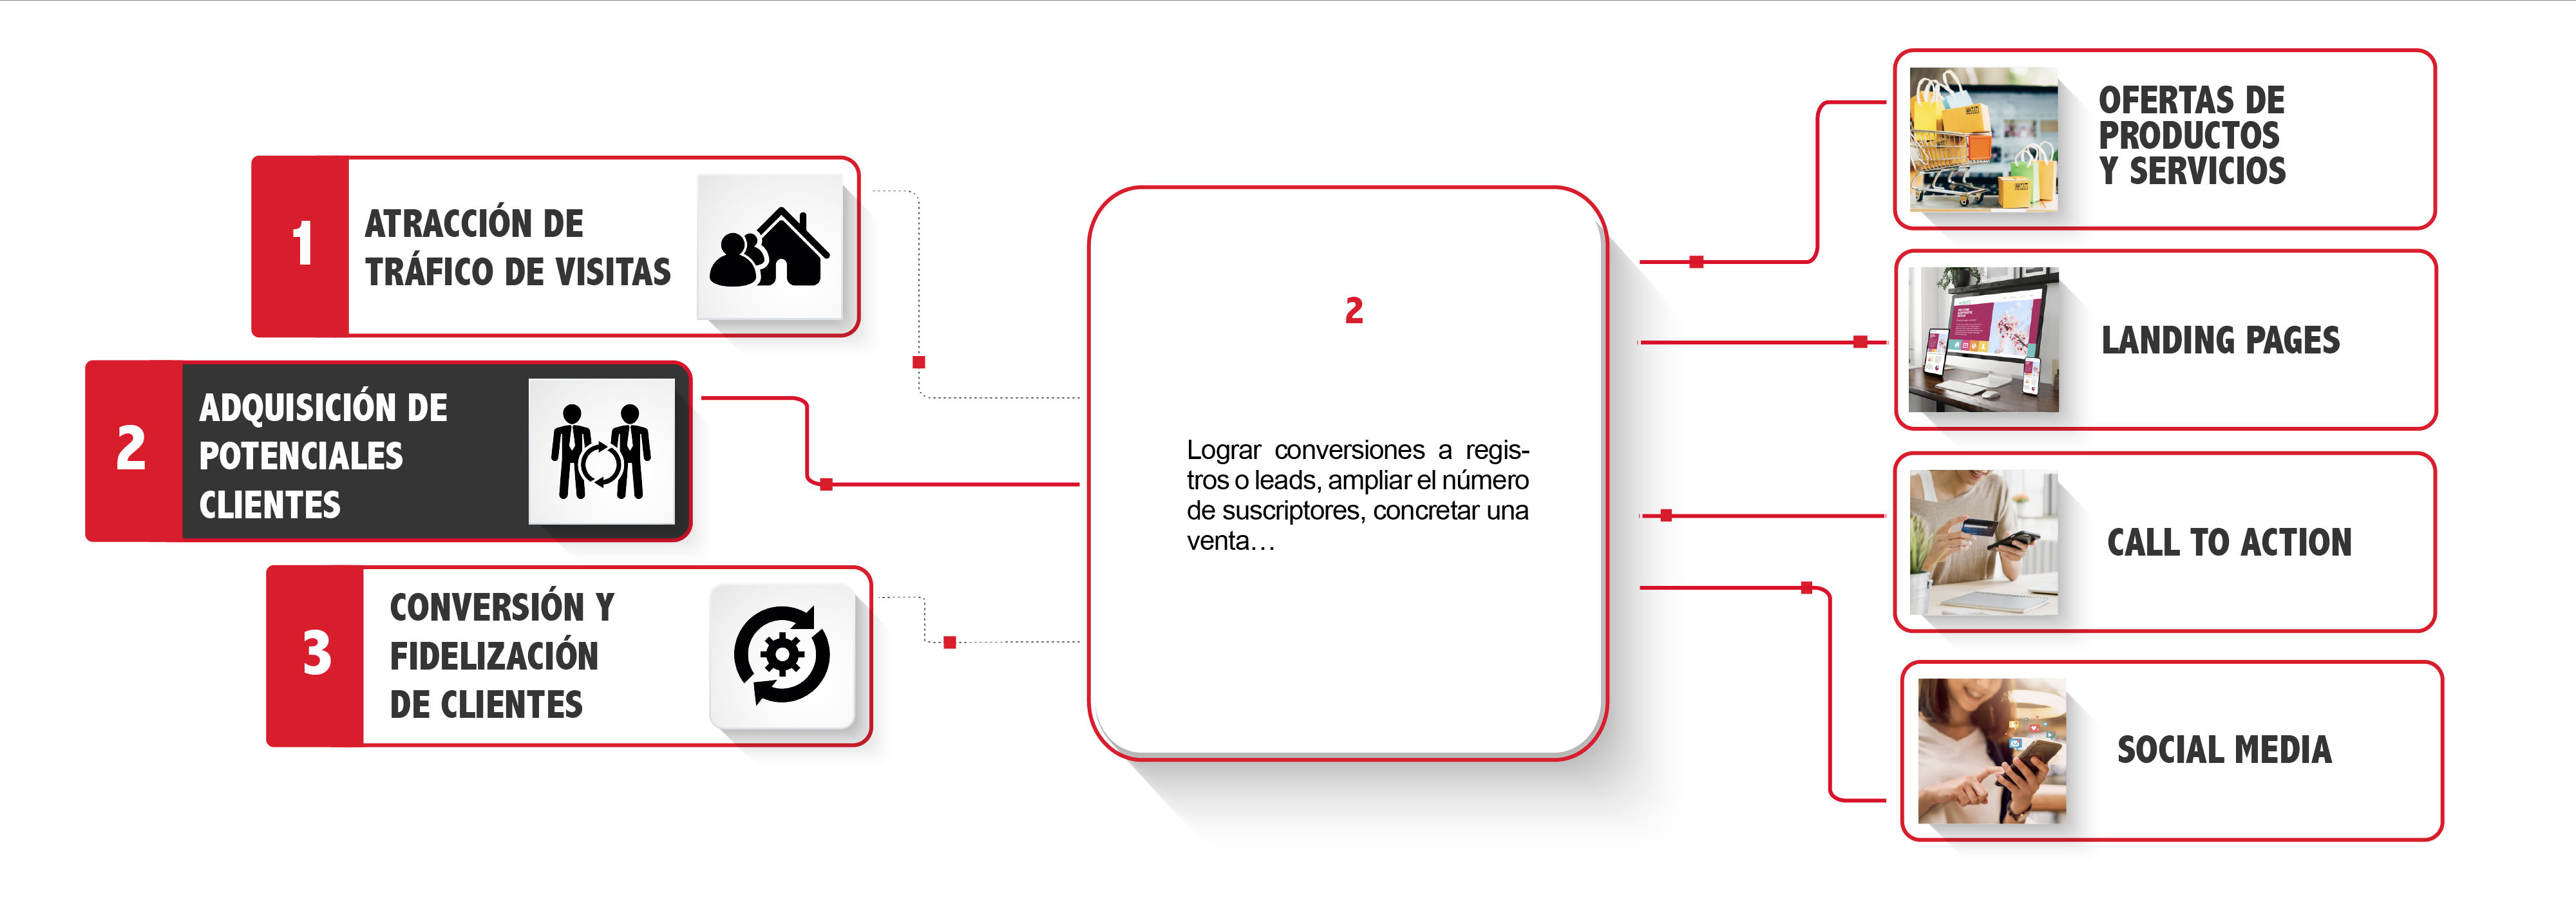 1
ATRACCIÓN DE
TRÁFICO DE VISITAS
2
ADQUISICIÓN DE
POTENCIALES
CLIENTES
3
CONVERSIÓN Y
FIDELIZACIÓN
DE CLIENTES
2
Lograr conversiones a regis-
tros o leads, ampliar el número
de suscriptores, concretar una
venta...
OFERTAS DE
PRODUCTOS
Y SERVICIOS
LANDING PAGES
CALL TO ACTION
SOCIAL MEDIA